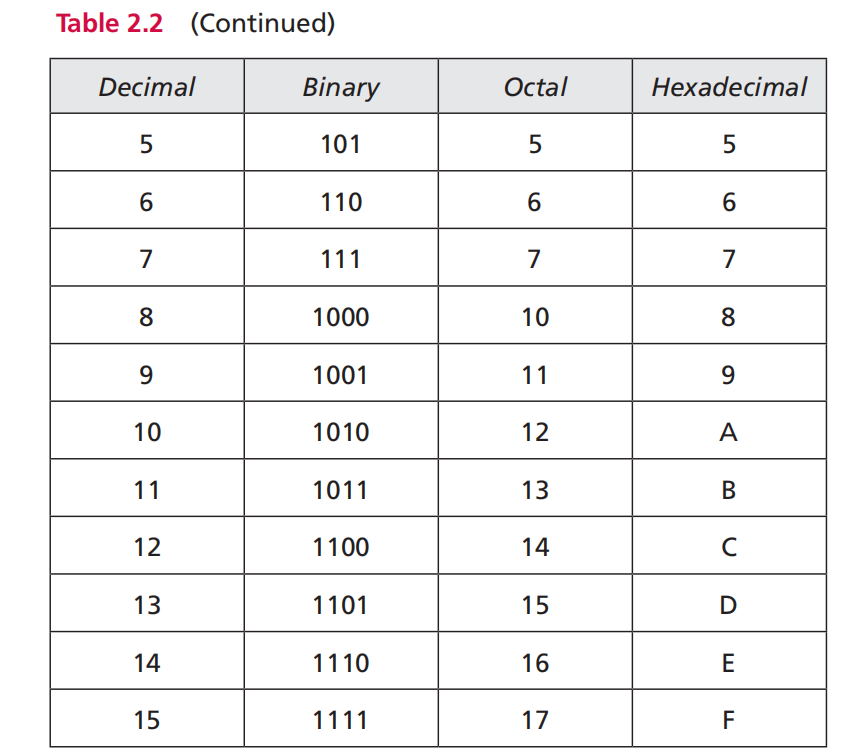 Table 2.2 (Continued)
Decimal Binary Octal Hexadecimal
5 101 5 5
6 110 6 6
7 111 7 7
8 1000 10 8
9 1001 11 9
10 1010 12 A
11 1011 13 B
12 1100 14 C
13 1101 15 D
14 1110 16 E
15 1111 17 F